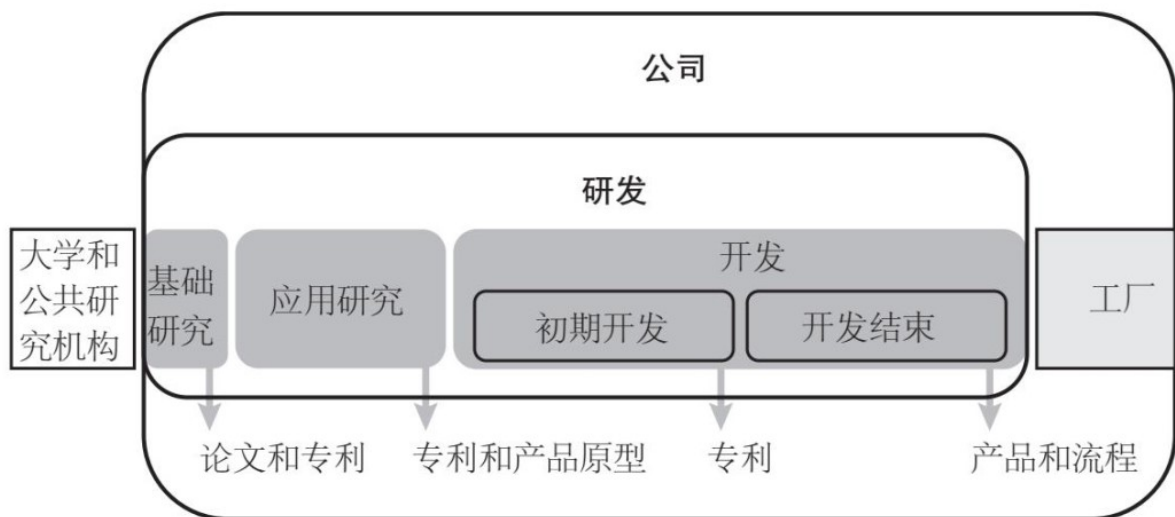 公司
研发
大学和
公共研
究机构
基础
研究
应用研究
开发
初期开发
开发结束
工厂
论文和专利
专利和产品原型
专利
产品和流程